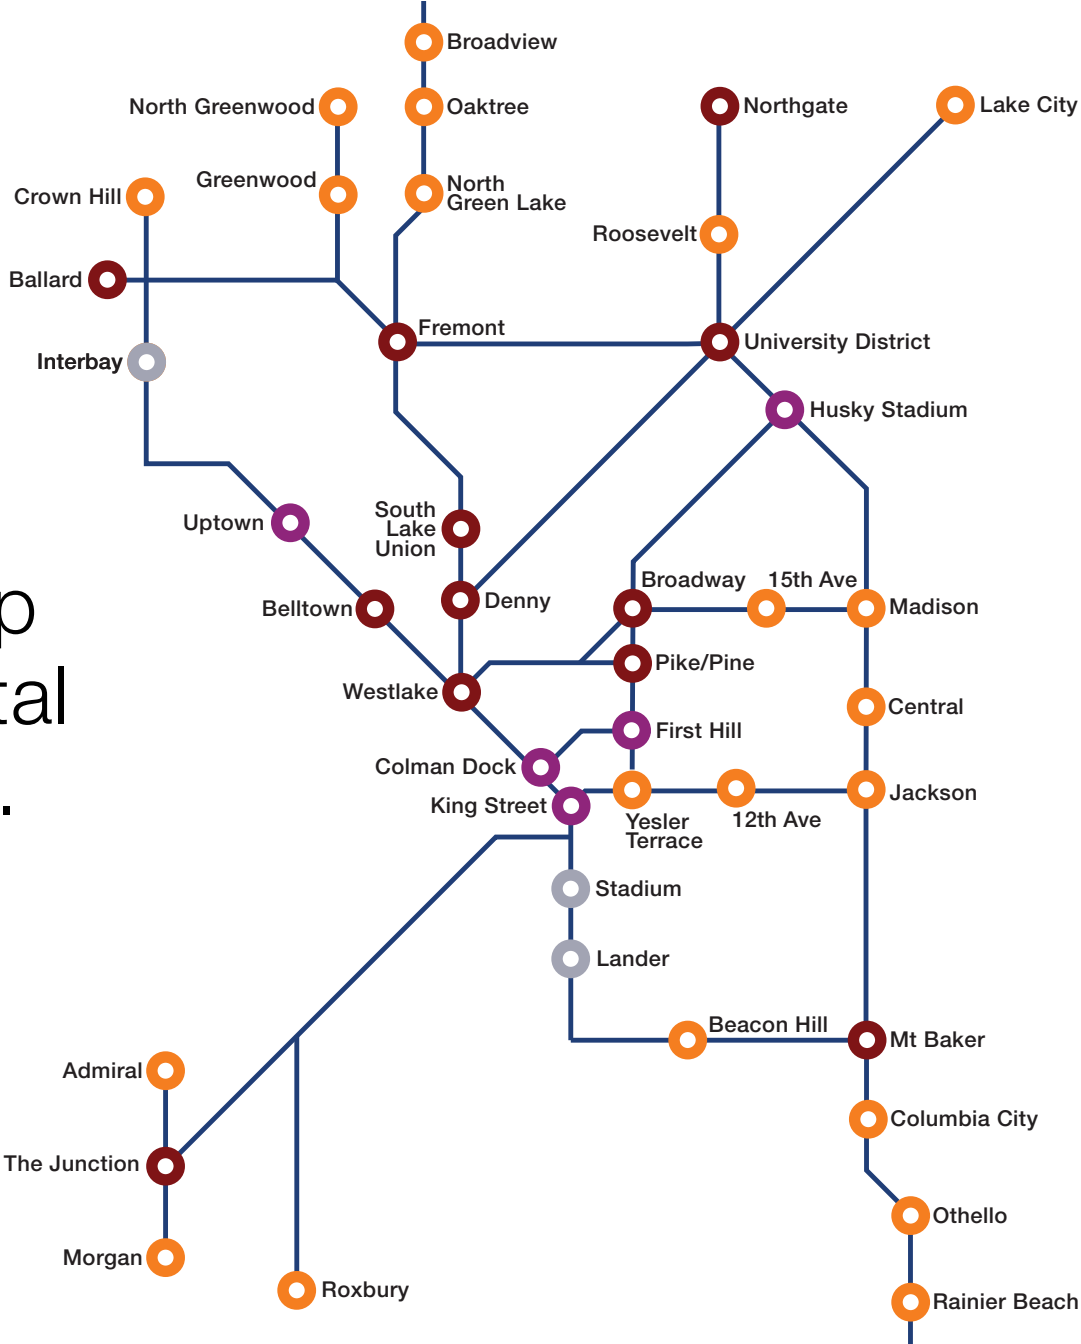 Broadview
North Greenwood
Oaktree
Northgate
Lake City
Greenwood
North
Green Lake
Crown Hill
Roosevelt
Ballard
Fremont
University District
Interbay
Husky Stadium
Uptown
South
Lake
Union
Broadway
15th Ave
p
Belltown
Denny
Madison
Pike/Pine
tal
Westlake
Central
First Hill
Colman Dock
.
King Street
Jackson
Yesler
Terrace
12th Ave
Stadium
Lander
Beacon Hill
Mt Baker
Admiral
Columbia City
The Junction
Othello
Morgan
Roxbury
Rainier Beach